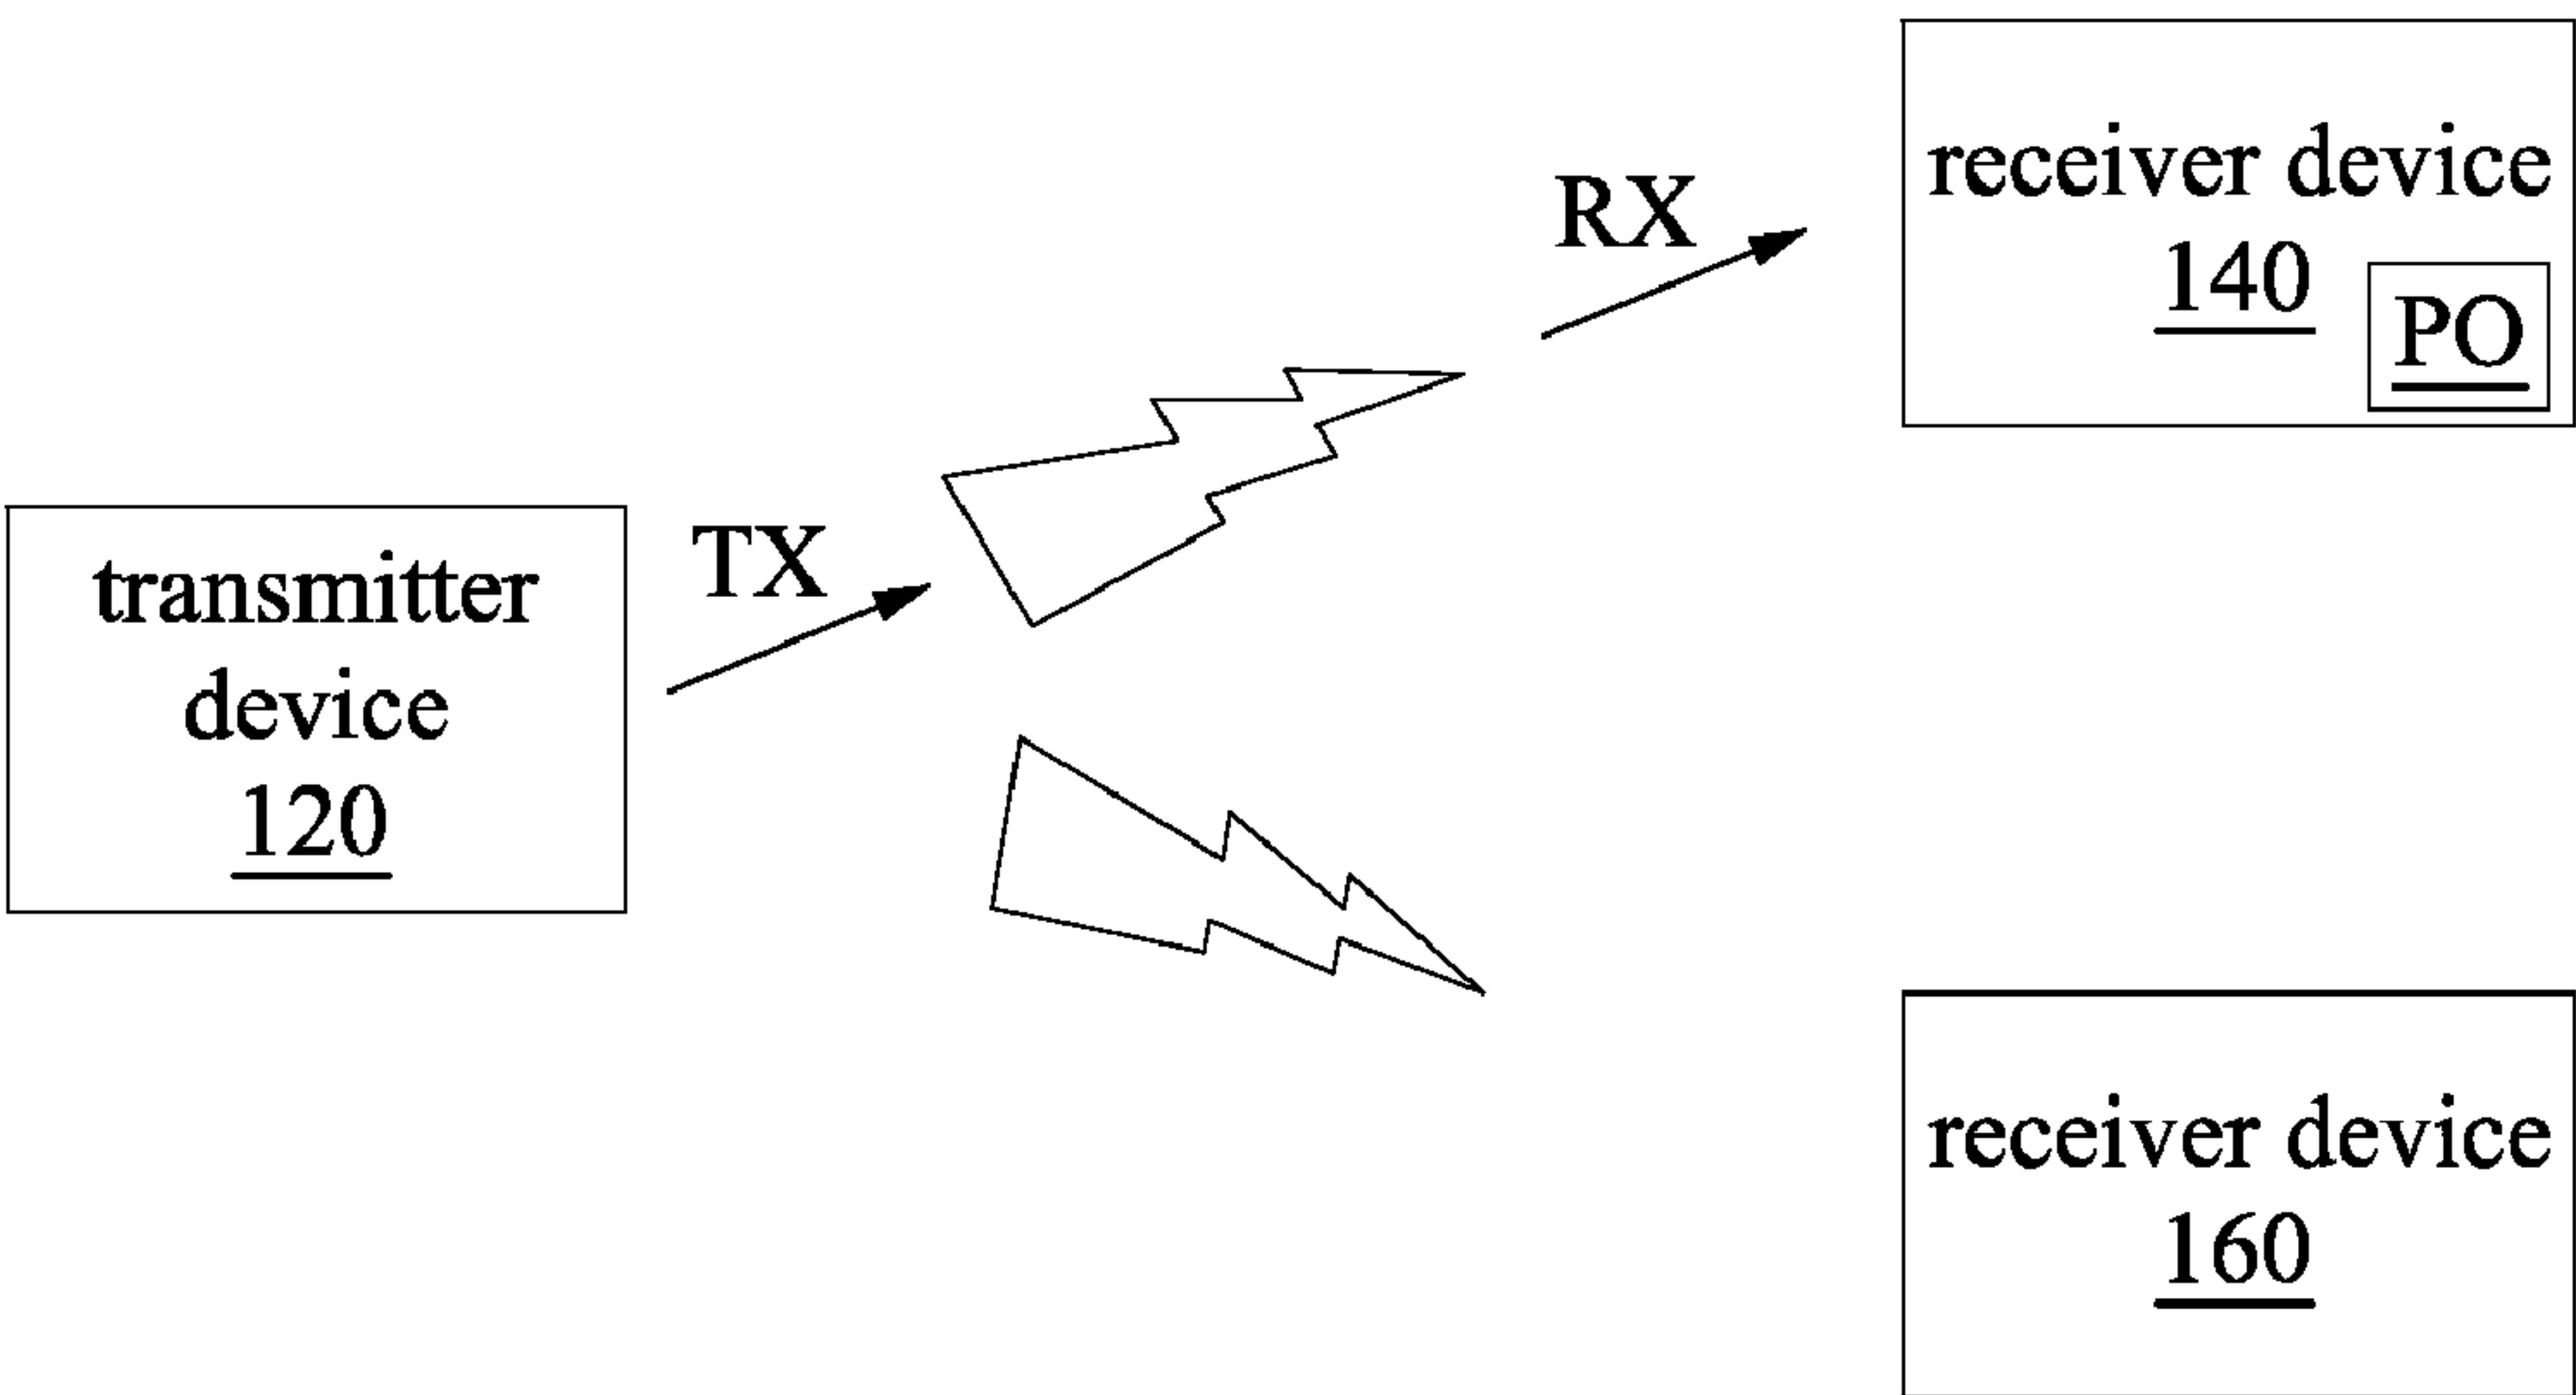 transmitter
device
120
TX
RX
receiver device
140
PO
receiver device
160